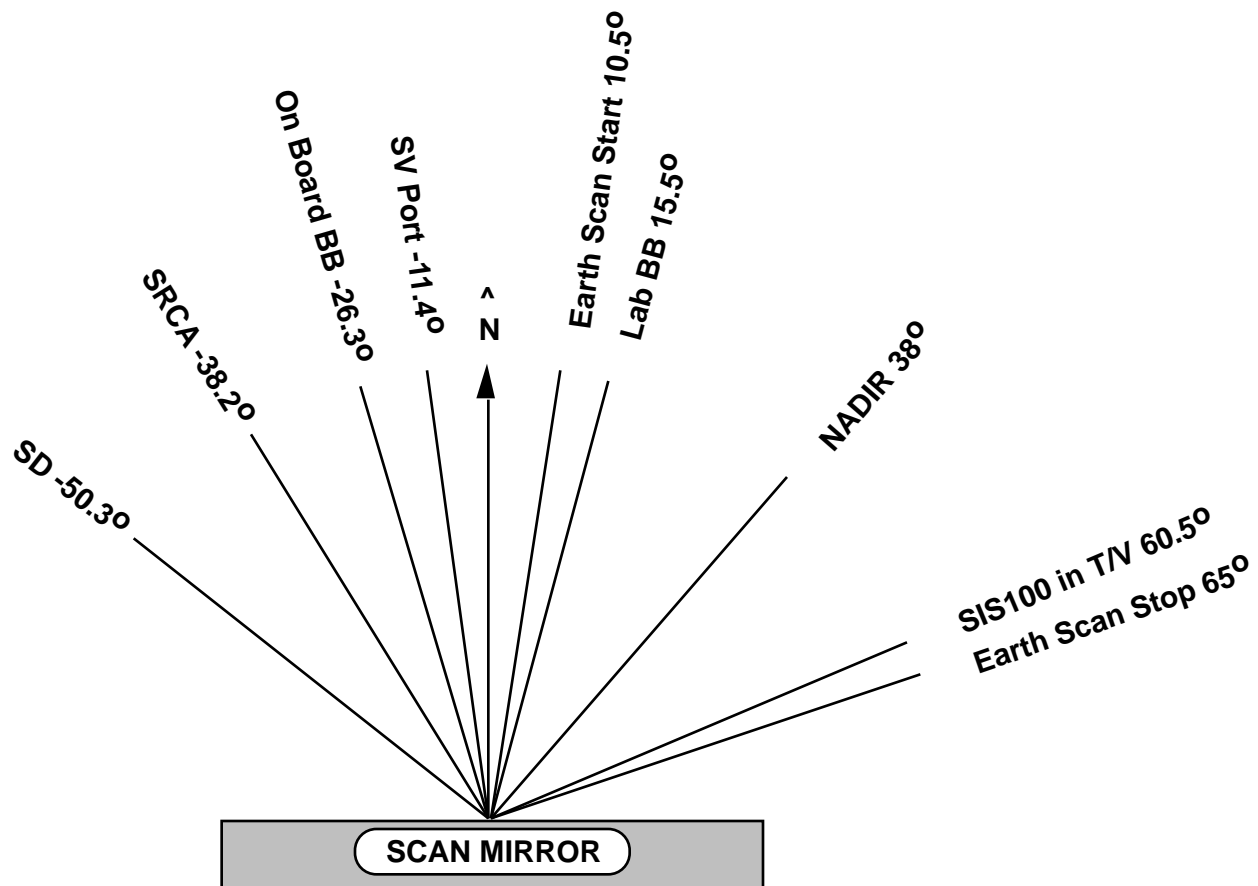 SD -50.3º
SRCA -38.2º
On Board BB -26.3º
SV Port -11.4º
^
N
Earth Scan Start 10.5º
Lab BB 15.5º
NADIR 38º
SIS100 in T/V 60.5º
Earth Scan Stop 65º
SCAN MIRROR